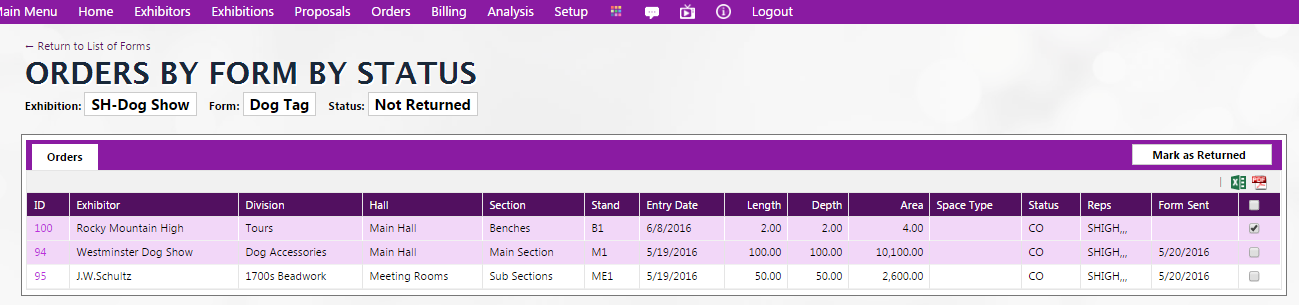 Main Menu Home Exhibitors Exhibitions Proposals Orders Billing Analysis Setup Logout
← Return to List of Forms
ORDERS BY FORM BY STATUS
Exhibition: SH-Dog Show Form: Dog Tag Status: Not Returned
Orders Mark as Returned
ID Exhibitor Division Hall Section Stand Entry Date Length Depth Area Space Type Status Reps Form Sent
100 Rocky Mountain High Tours Main Hall Benches B1 6/8/2016 2.00 2.00 4.00 CO SHIGH,,,
94 Westminster Dog Show Dog Accessories Main Hall Main Section M1 5/19/2016 100.00 100.00 10,100.00 CO SHIGH,,, 5/20/2016
95 J.W.Schultz 1700s Beadwork Meeting Rooms Sub Sections ME1 5/19/2016 50.00 50.00 2,600.00 CO SHIGH,,, 5/20/2016